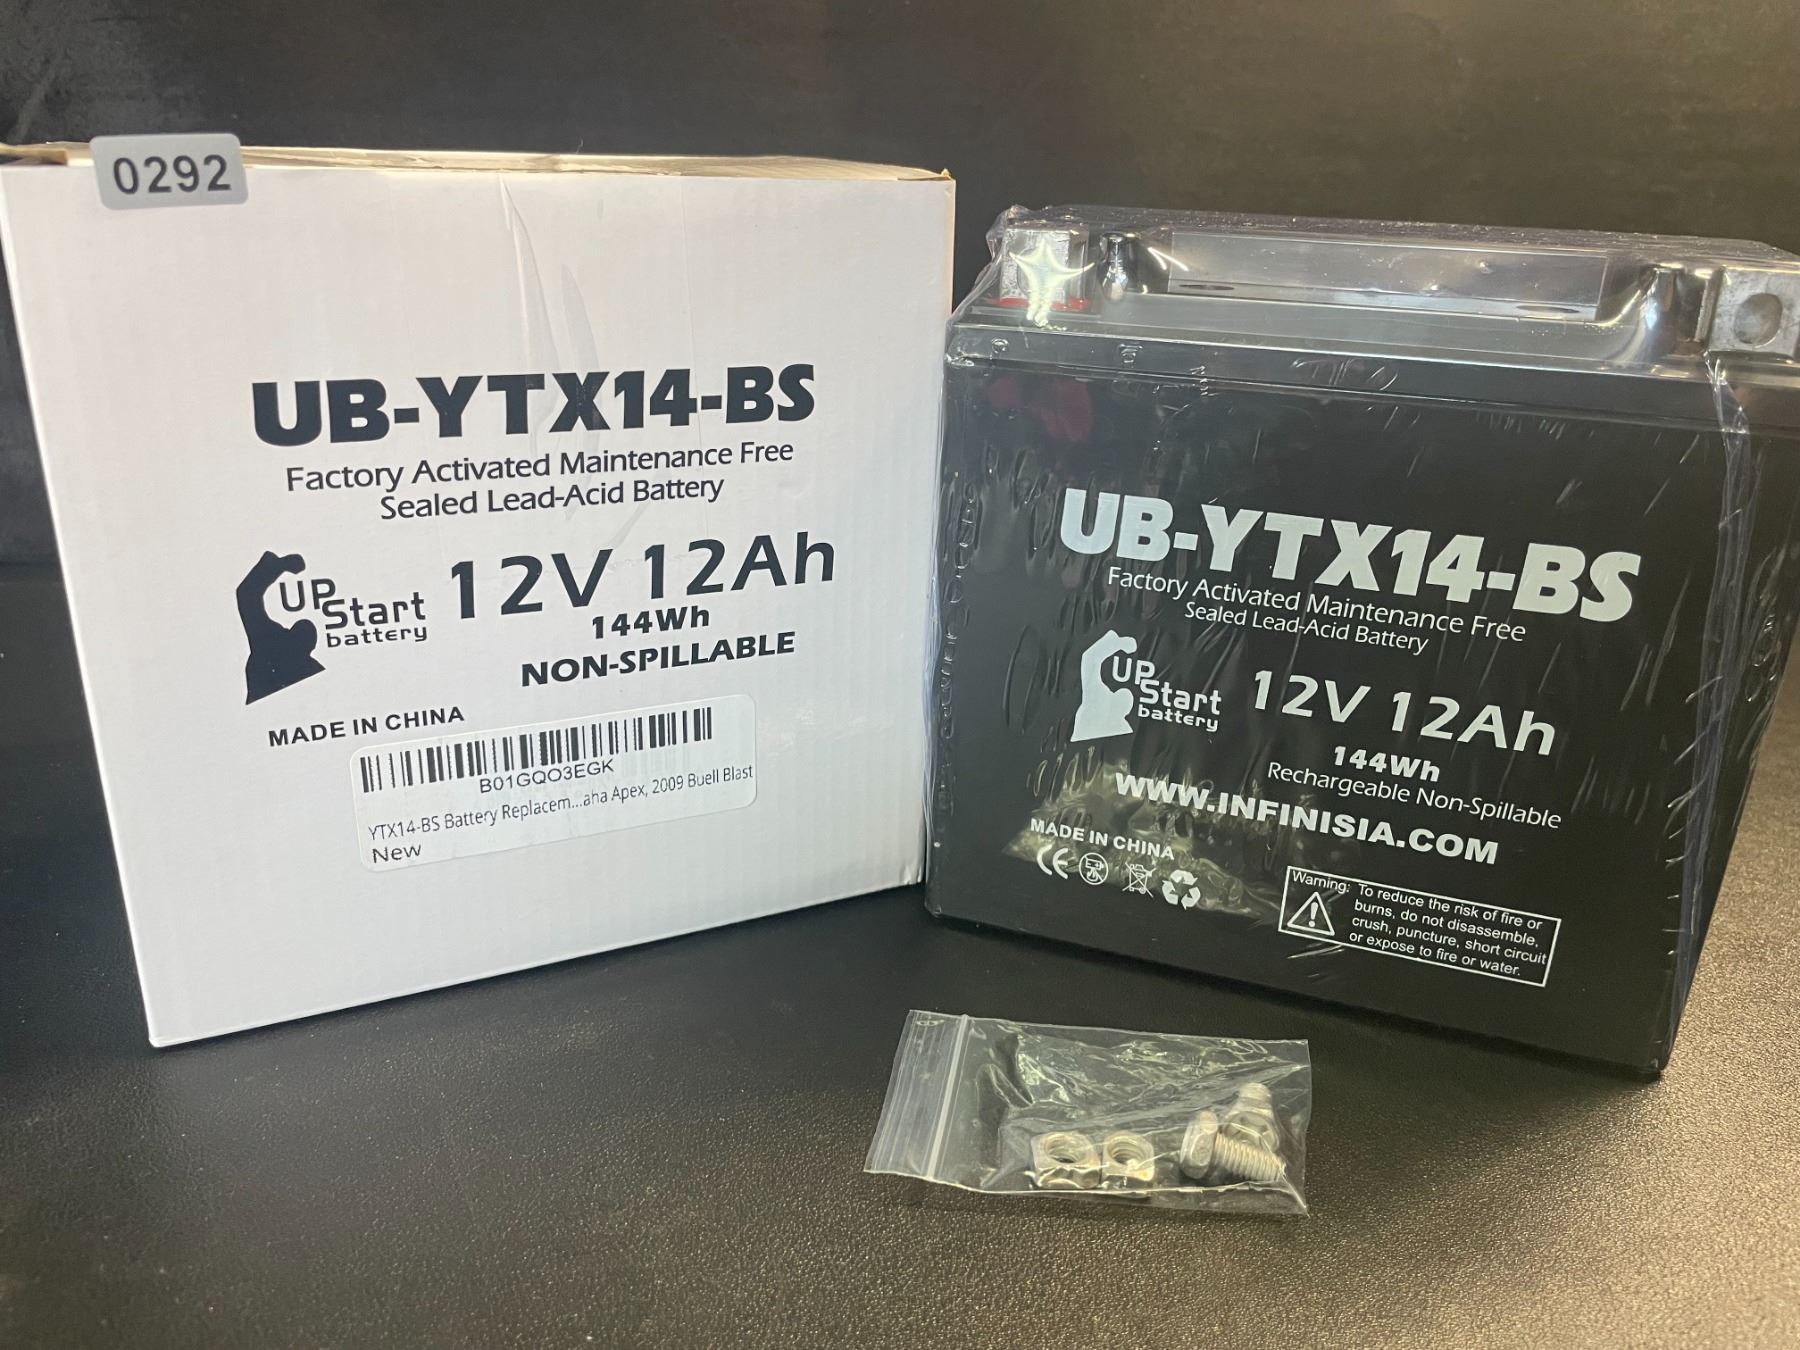 0292
UB-YTX14-BS
Factory Activated Maintenance Free
Sealed Lead-Acid Battery
UPStart
battery
12V 12Ah
144Wh
NON-SPILLABLE
MADE IN CHINA
B01GQO3EGK
YTX14-BS Battery Replacem...aha Apex, 2009 Buell Blast
New
UB-YTX14-BS
Factory Activated Maintenance Free
Sealed Lead-Acid Battery
UPStart
battery
12V 12Ah
144Wh
Rechargeable Non-Spillable
WWW.INFINISIA.COM
MADE IN CHINA
CE
Warning: To reduce the risk of fire or
burns, do not disassemble,
crush, puncture, short circuit
or expose to fire or water.